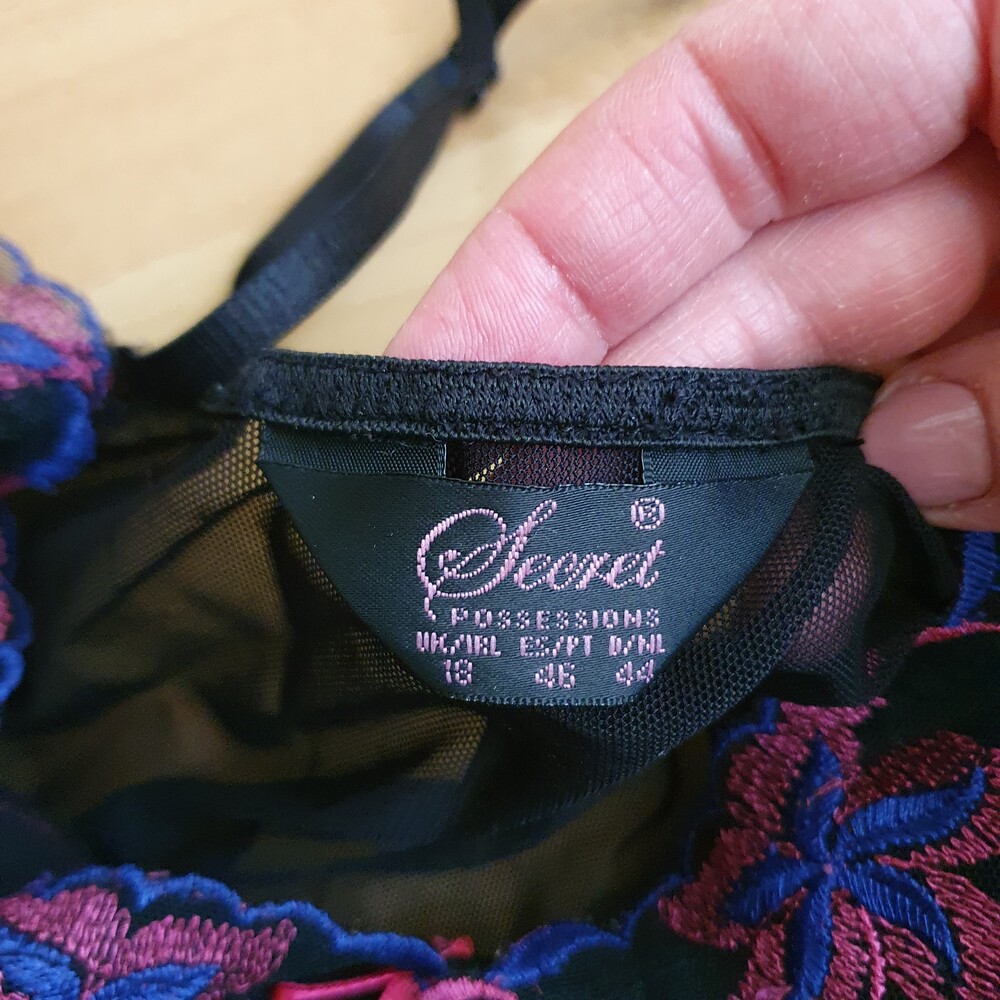 Secret®
POSSESSIONS
UK/IRL ES/PT D/NL
18 46 44